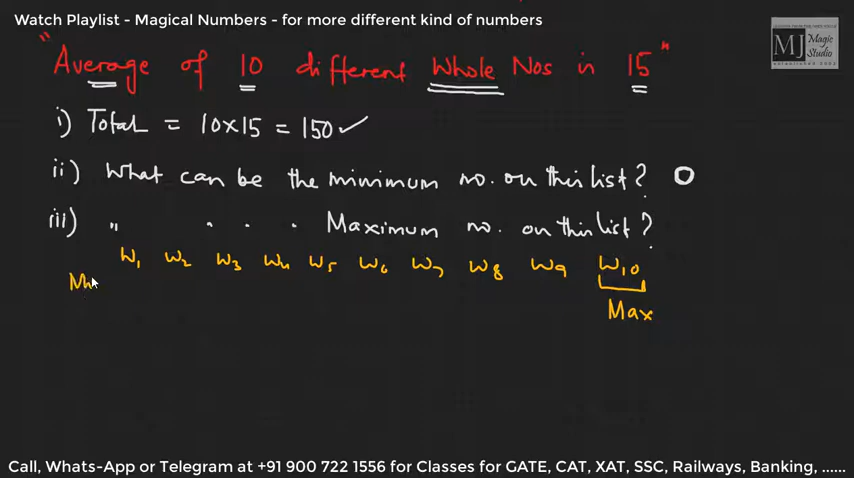 Watch Playlist - Magical Numbers - for more different kind of numbers
MJ Magic Studio
"Average of 10 different Whole Nos is 15"
i) Total = 10x15 = 150 ✓
ii) What can be the minimum no. on this list? 0
iii) " . . . Maximum no. on this list?
W1 W2 W3 W4 W5 W6 W7 W8 W9 W10
Max
Call, Whats-App or Telegram at +91 900 722 1556 for Classes for GATE, CAT, XAT, SSC, Railways, Banking, ......